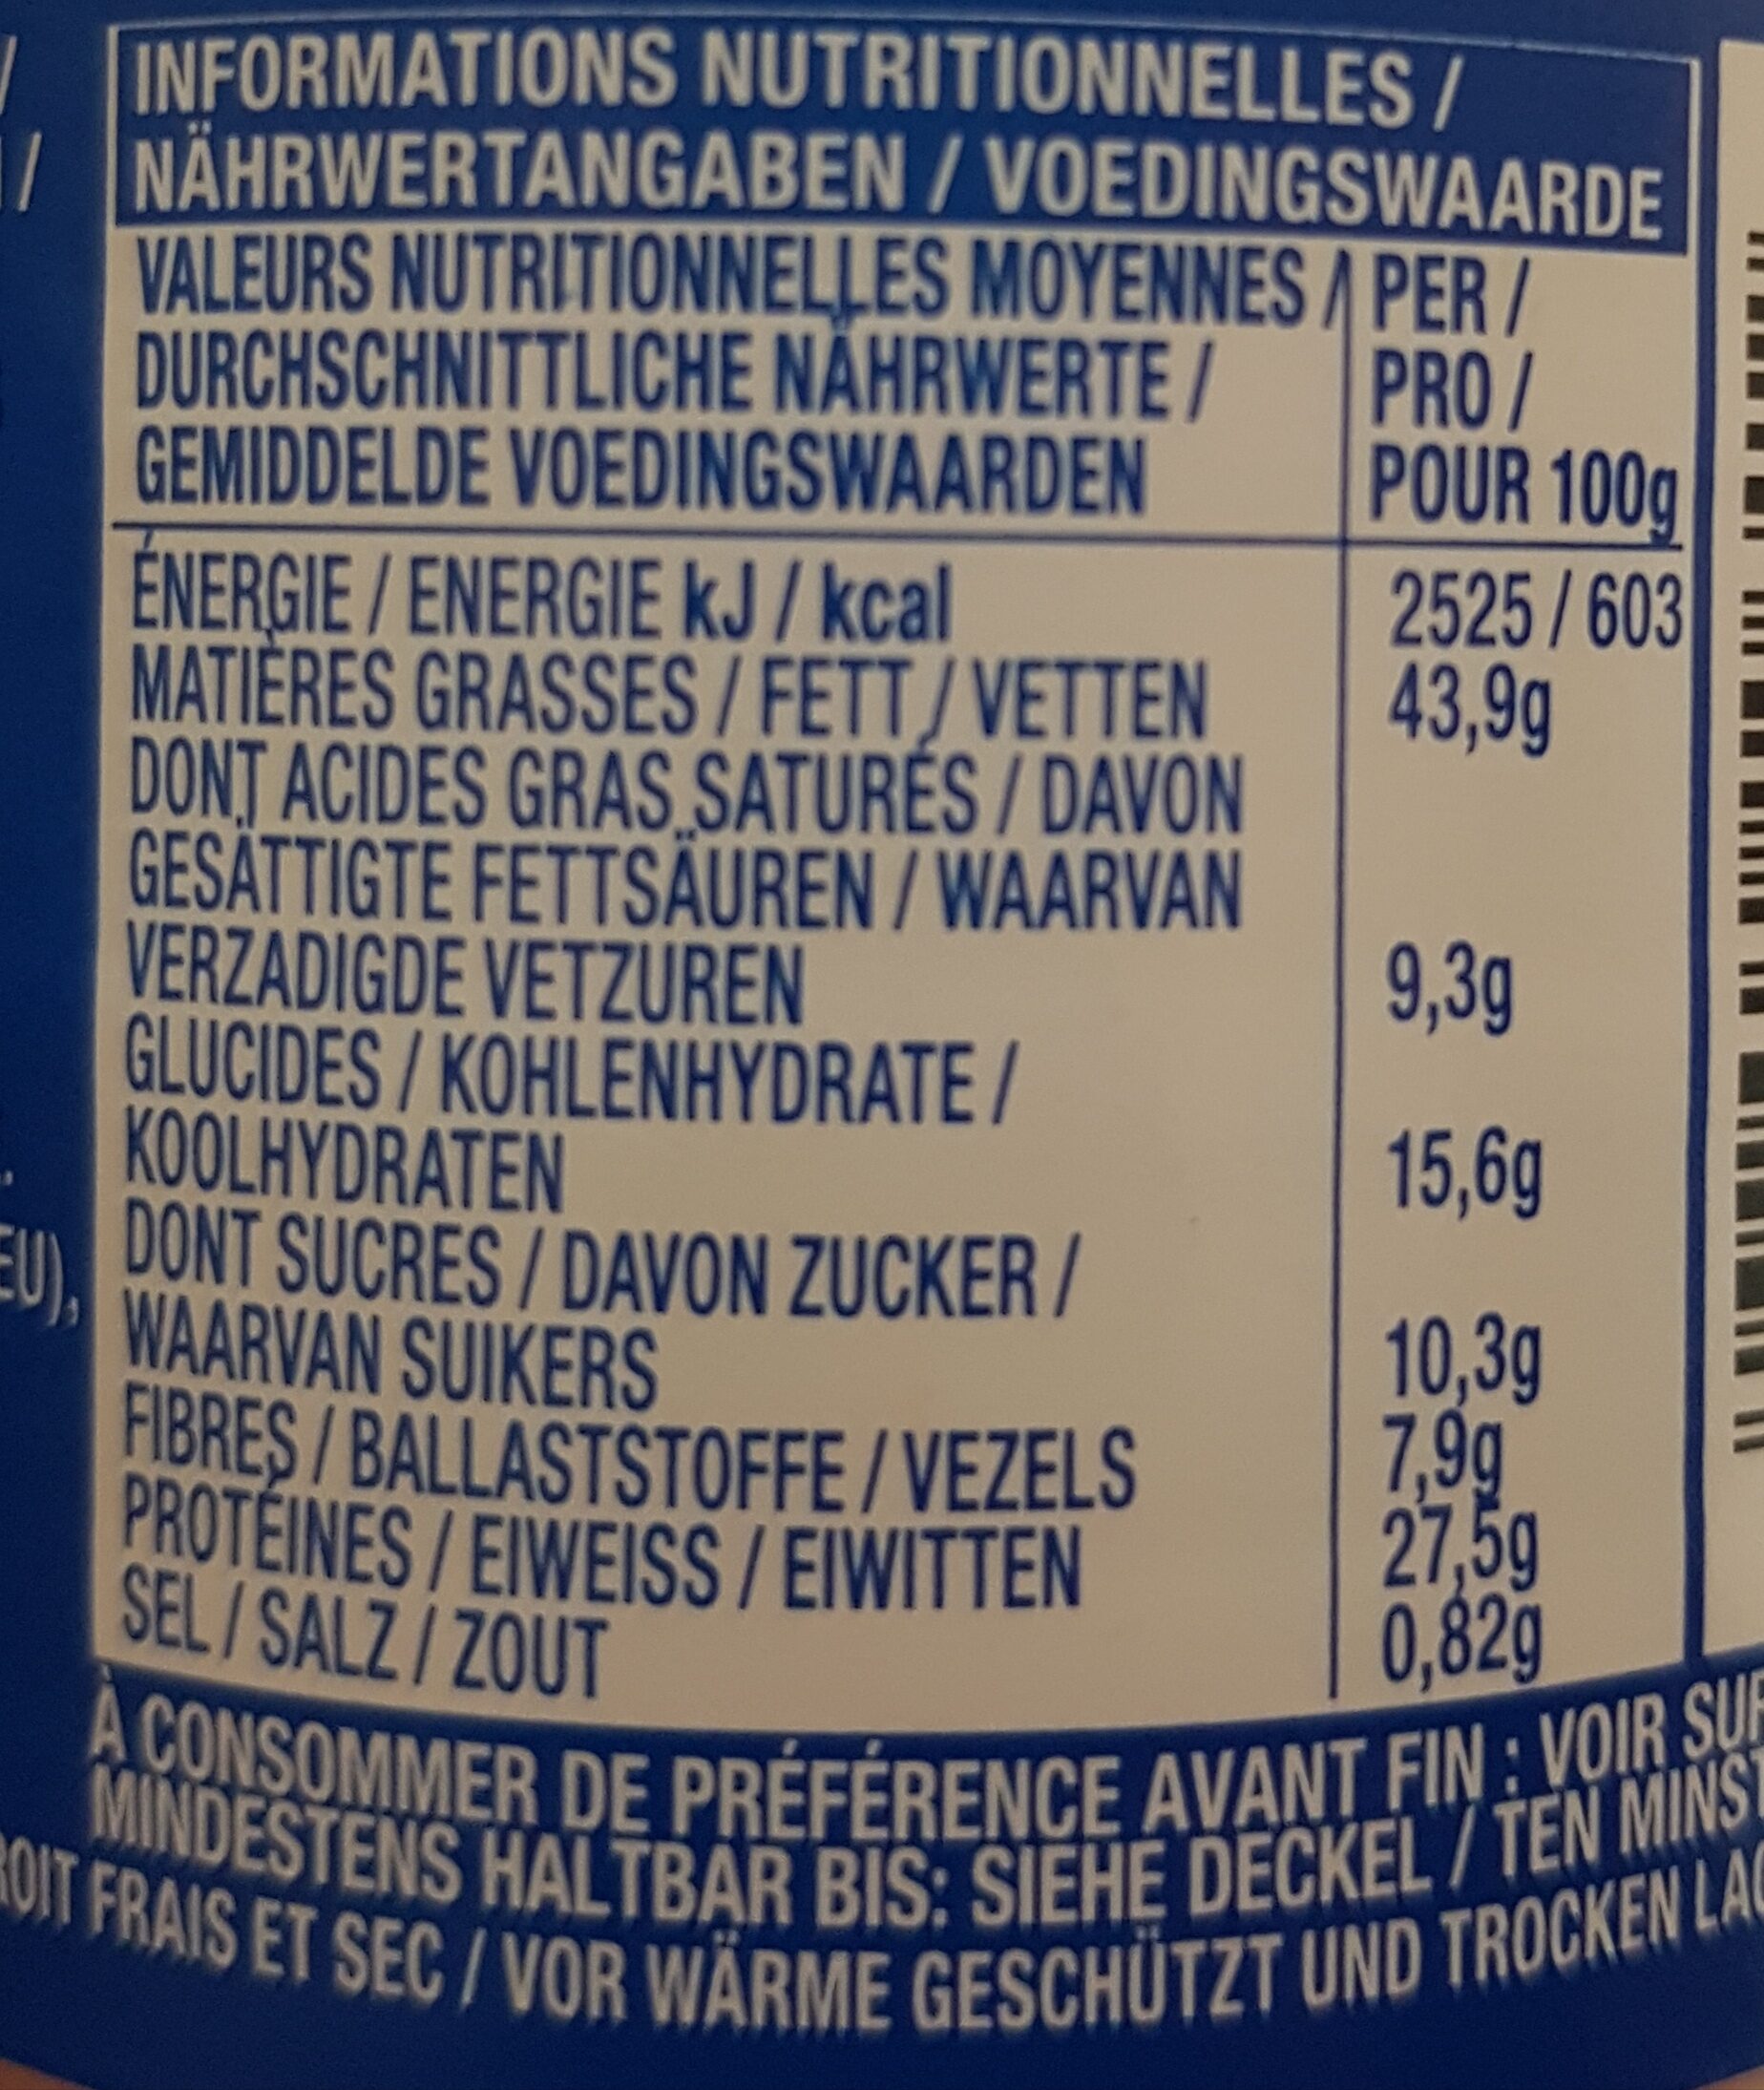 INFORMATIONS NUTRITIONNELLES /
NÄHRWERTANGABEN / VOEDINGSWAARDE
VALEURS NUTRITIONNELLES MOYENNES / PER /
DURCHSCHNITTLICHE NÄHRWERTE / PRO /
GEMIDDELDE VOEDINGSWAARDEN POUR 100g
ÉNERGIE / ENERGIE kJ / kcal 2525 / 603
MATIÈRES GRASSES / FETT / VETTEN 43,9g
DONT ACIDES GRAS SATURÉS / DAVON
GESÄTTIGTE FETTSÄUREN / WAARVAN
VERZADIGDE VETZUREN 9,3g
GLUCIDES / KOHLENHYDRATE /
KOOLHYDRATEN 15,6g
DONT SUCRES / DAVON ZUCKER /
WAARVAN SUIKERS 10,3g
FIBRES / BALLASTSTOFFE / VEZELS 7,9g
PROTÉINES / EIWEISS / EIWITTEN 27,5g
SEL / SALZ / ZOUT 0,82g
EU),
À CONSOMMER DE PRÉFÉRENCE AVANT FIN : VOIR
MINDESTENS HALTBAR BIS: SIEHE DECKEL / TEN
FRAIS ET SEC / VOR WÄRME GESCHÜTZT UND TROCKEN